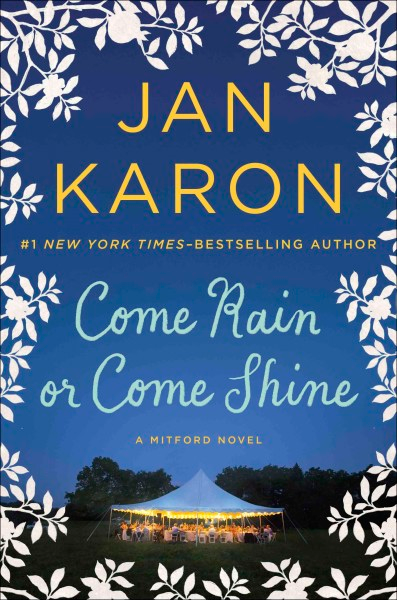 JAN
KARON
#1 NEW YORK TIMES–BESTSELLING AUTHOR
Come Rain
or Come Shine
A MITFORD NOVEL